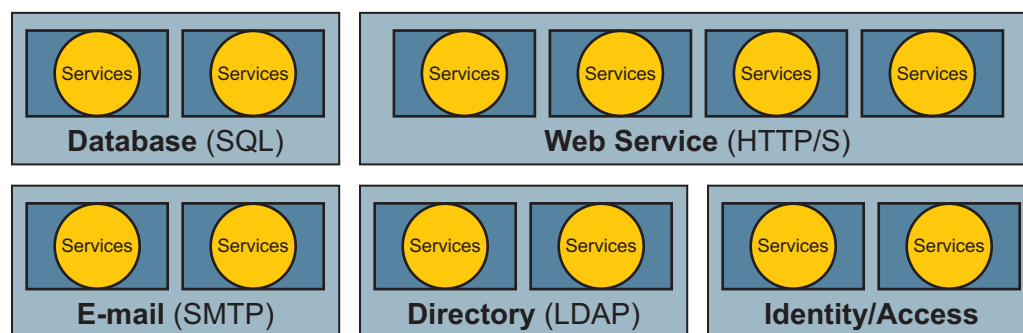 Services Services
Database (SQL)
Services Services Services Services
Web Service (HTTP/S)
Services Services
E-mail (SMTP)
Services Services
Directory (LDAP)
Services Services
Identity/Access